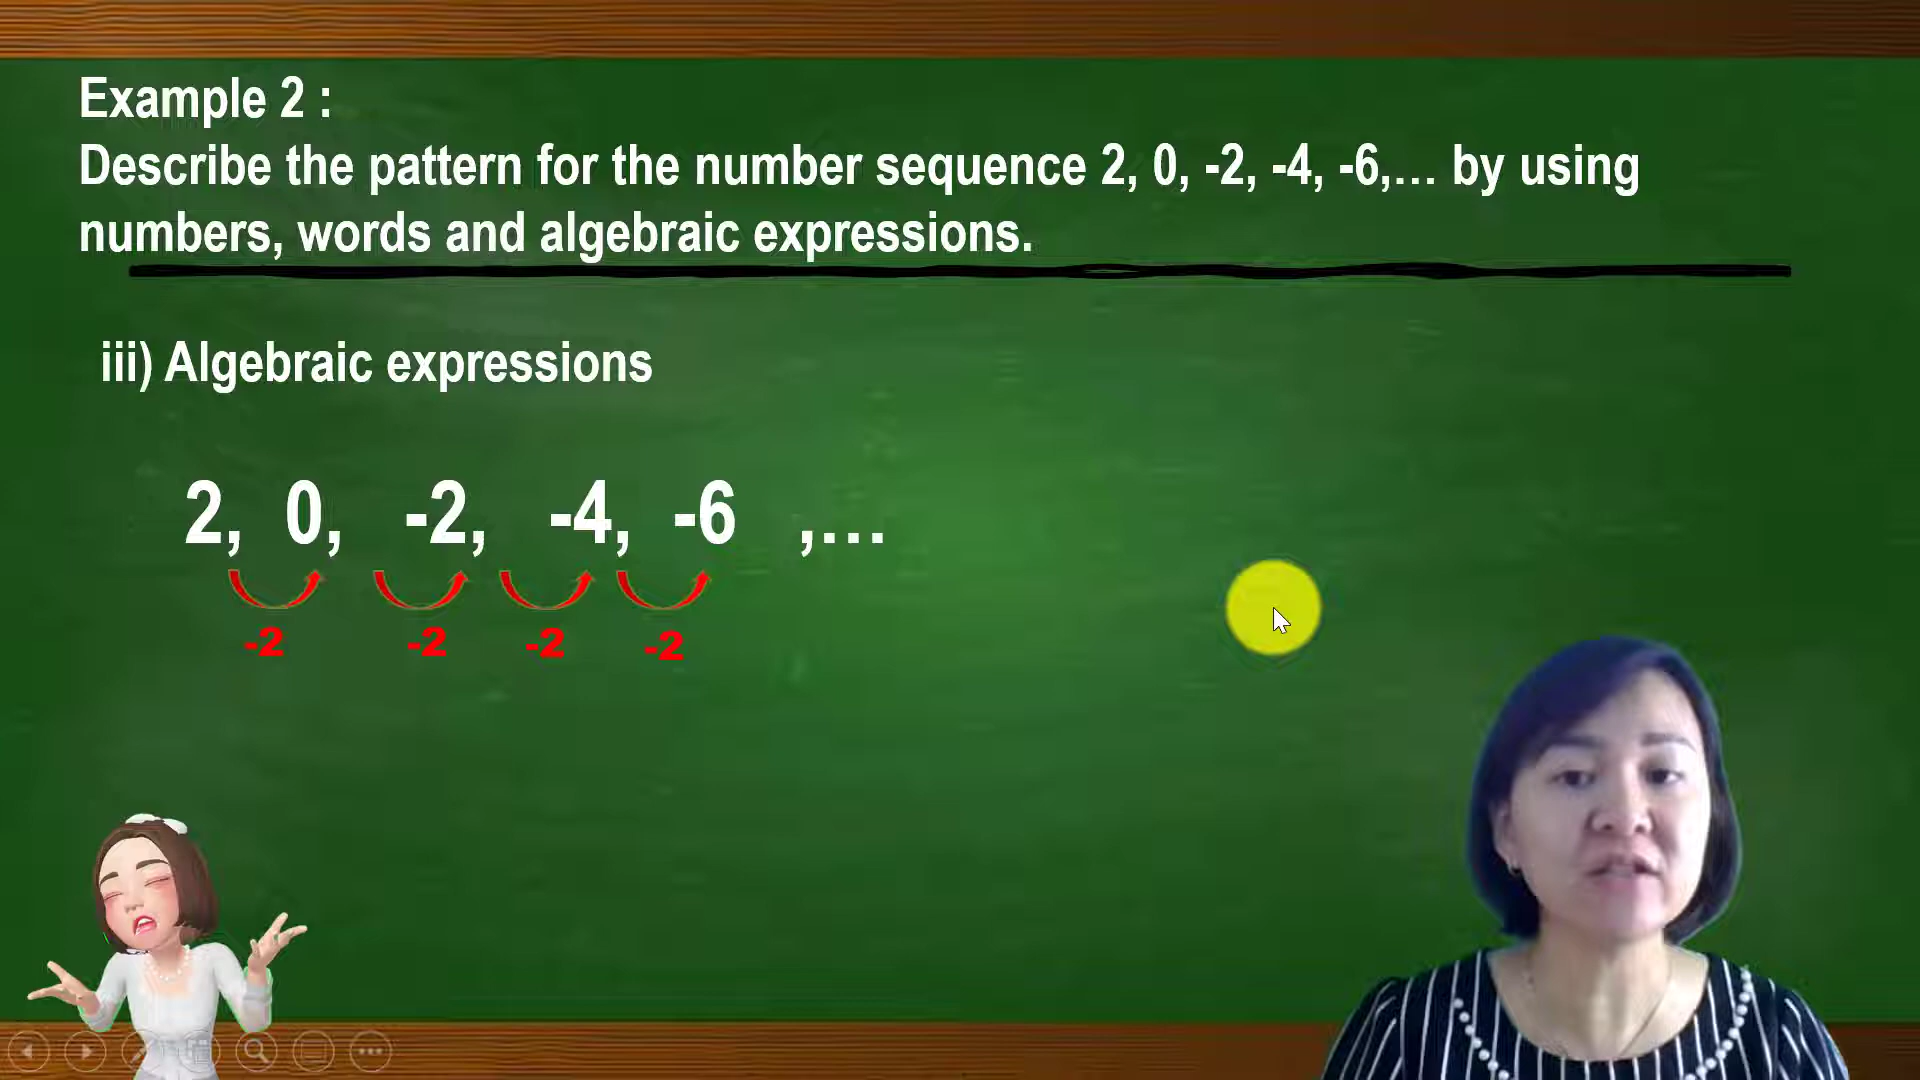 Example 2 :
Describe the pattern for the number sequence 2, 0, -2, -4, -6,... by using
numbers, words and algebraic expressions.
iii) Algebraic expressions
2, 0, -2, -4, -6 ,...
-2 -2 -2 -2